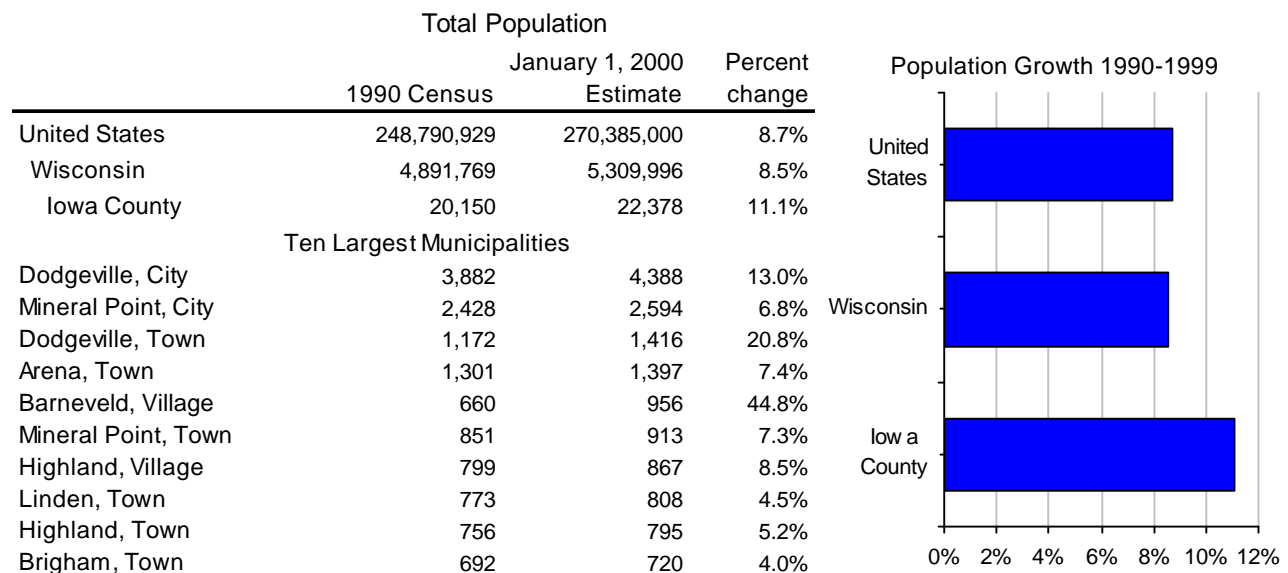 Total Population
1990 Census January 1, 2000 Estimate Percent change
United States 248,790,929 270,385,000 8.7%
Wisconsin 4,891,769 5,309,996 8.5%
Iowa County 20,150 22,378 11.1%
Ten Largest Municipalities
Dodgeville, City 3,882 4,388 13.0%
Mineral Point, City 2,428 2,594 6.8%
Dodgeville, Town 1,172 1,416 20.8%
Arena, Town 1,301 1,397 7.4%
Barneveld, Village 660 956 44.8%
Mineral Point, Town 851 913 7.3%
Highland, Village 799 867 8.5%
Linden, Town 773 808 4.5%
Highland, Town 756 795 5.2%
Brigham, Town 692 720 4.0%
Population Growth 1990-1999
United
States
Wisconsin
Iowa
County
0% 2% 4% 6% 8% 10% 12%